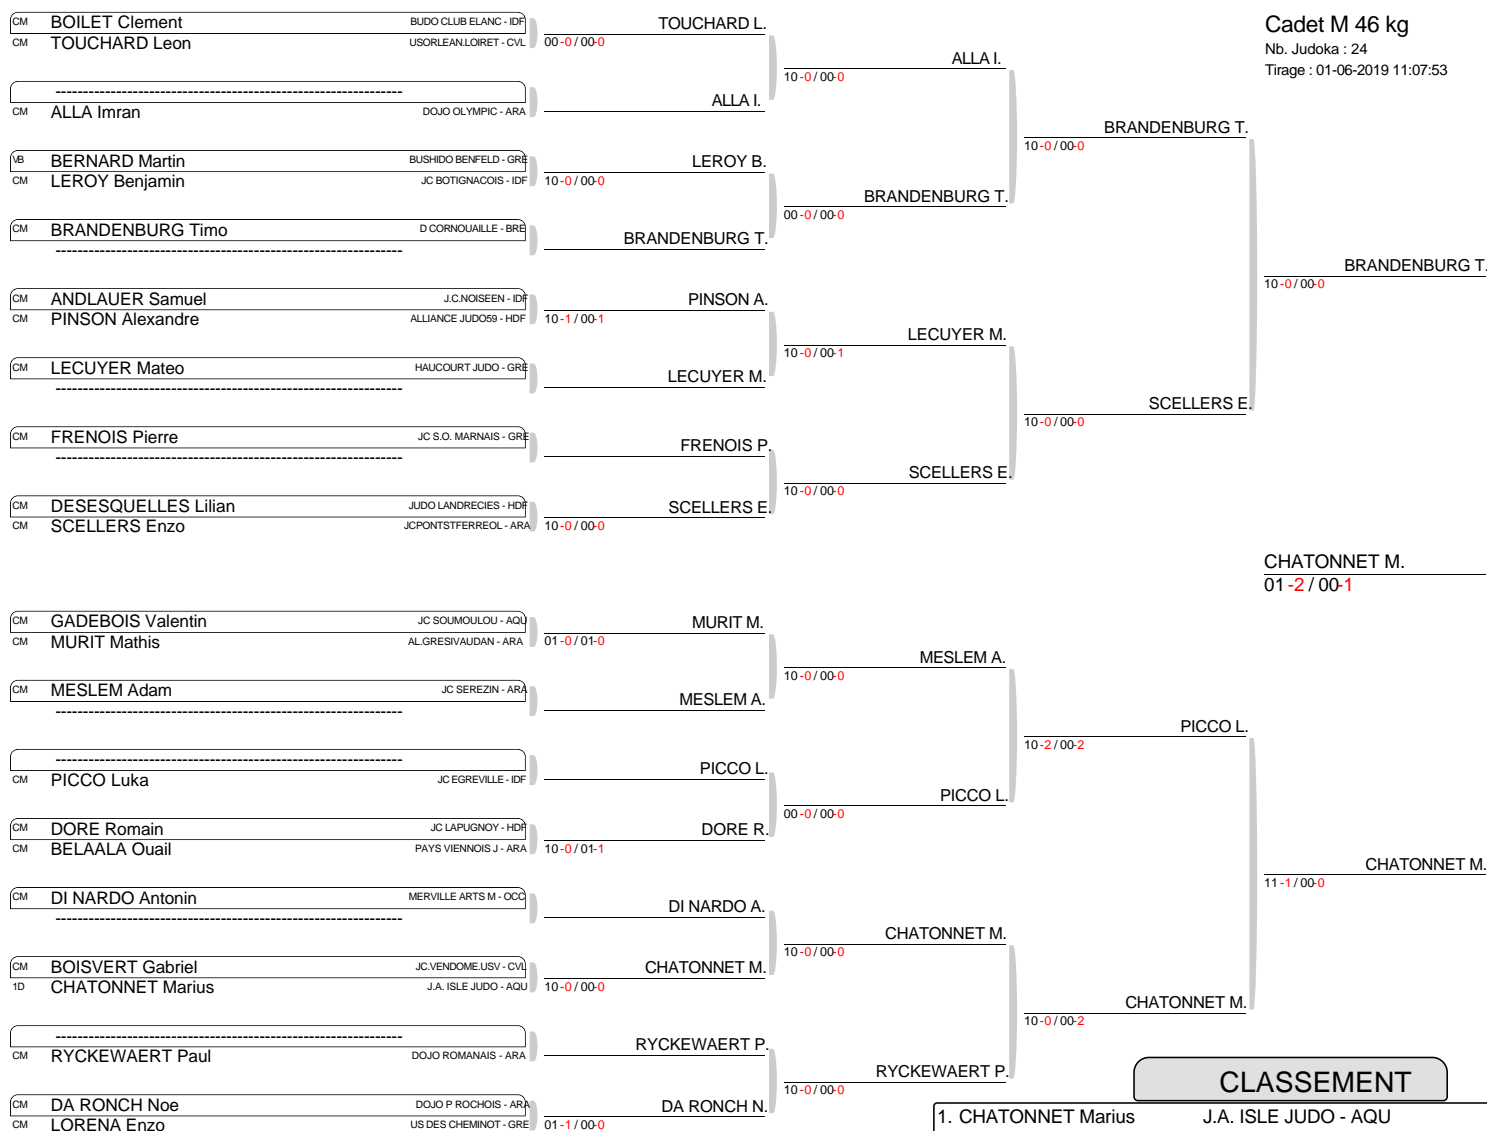 Cadet M 46 kg
Nb. Judoka : 24
Tirage : 01-06-2019 11:07:53
CM BOILET Clement BUDO CLUB ELANC - IDF
CM TOUCHARD Leon USORLEAN.LOIRET - CVL
TOUCHARD L.
00-0 / 00-0
ALLA I.
10-0 / 00-0
------------------------------------------------------------
CM ALLA Imran DOJO OLYMPIC - ARA
ALLA I.
BRANDENBURG T.
10-0 / 00-0
VB BERNARD Martin BUSHIDO BENFELD - GRE
CM LEROY Benjamin JC BOTIGNACOIS - IDF
LEROY B.
10-0 / 00-0
BRANDENBURG T.
00-0 / 00-0
CM BRANDENBURG Timo D CORNOUAILLE - BRE
------------------------------------------------------------
BRANDENBURG T.
BRANDENBURG T.
10-0 / 00-0
CM ANDLAUER Samuel J.C.NOISEEN - IDF
CM PINSON Alexandre ALLIANCE JUDO59 - HDF
PINSON A.
10-1 / 00-1
LECUYER M.
10-0 / 00-1
CM LECUYER Mateo HAUCOURT JUDO - GRE
------------------------------------------------------------
LECUYER M.
SCELLERS E.
10-0 / 00-0
CM FRENOIS Pierre JC S.O. MARNAIS - GRE
------------------------------------------------------------
FRENOIS P.
SCELLERS E.
10-0 / 00-0
CM DESESQUELLES Lilian JUDO LANDRECIES - HDF
CM SCELLERS Enzo JCPONTSTFERREOL - ARA
SCELLERS E.
10-0 / 00-0
CHATONNET M.
01 -2 / 00-1
CM GADEBOIS Valentin JC SOUMOULOU - AQU
CM MURIT Mathis AL.GRESIVAUDAN - ARA
MURIT M.
01-0 / 01-0
MESLEM A.
10-0 / 00-0
CM MESLEM Adam JC SEREZIN - ARA
------------------------------------------------------------
MESLEM A.
PICCO L.
10-2 / 00-2
------------------------------------------------------------
CM PICCO Luka JC EGREVILLE - IDF
PICCO L.
PICCO L.
00-0 / 00-0
CM DORE Romain JC LAPUGNOY - HDF
CM BELAALA Ouail PAYS VIENNOIS J - ARA
DORE R.
10-0 / 01-1
CHATONNET M.
11 -1 / 00-0
CM DI NARDO Antonin MERVILLE ARTS M - OCC
------------------------------------------------------------
DI NARDO A.
CHATONNET M.
10-0 / 00-0
CM BOISVERT Gabriel JC.VENDOME.USV - CVL
1D CHATONNET Marius J.A. ISLE JUDO - AQU
CHATONNET M.
10-0 / 00-0
CHATONNET M.
10-0 / 00-2
------------------------------------------------------------
CM RYCKEWAERT Paul DOJO ROMANAIS - ARA
RYCKEWAERT P.
RYCKEWAERT P.
10-0 / 00-0
CM DA RONCH Noe DOJO P ROCHOIS - ARA
CM LORENA Enzo US DES CHEMINOT - GRE
DA RONCH N.
01-1 / 00-0
CLASSEMENT
1. CHATONNET Marius J.A. ISLE JUDO - AQU